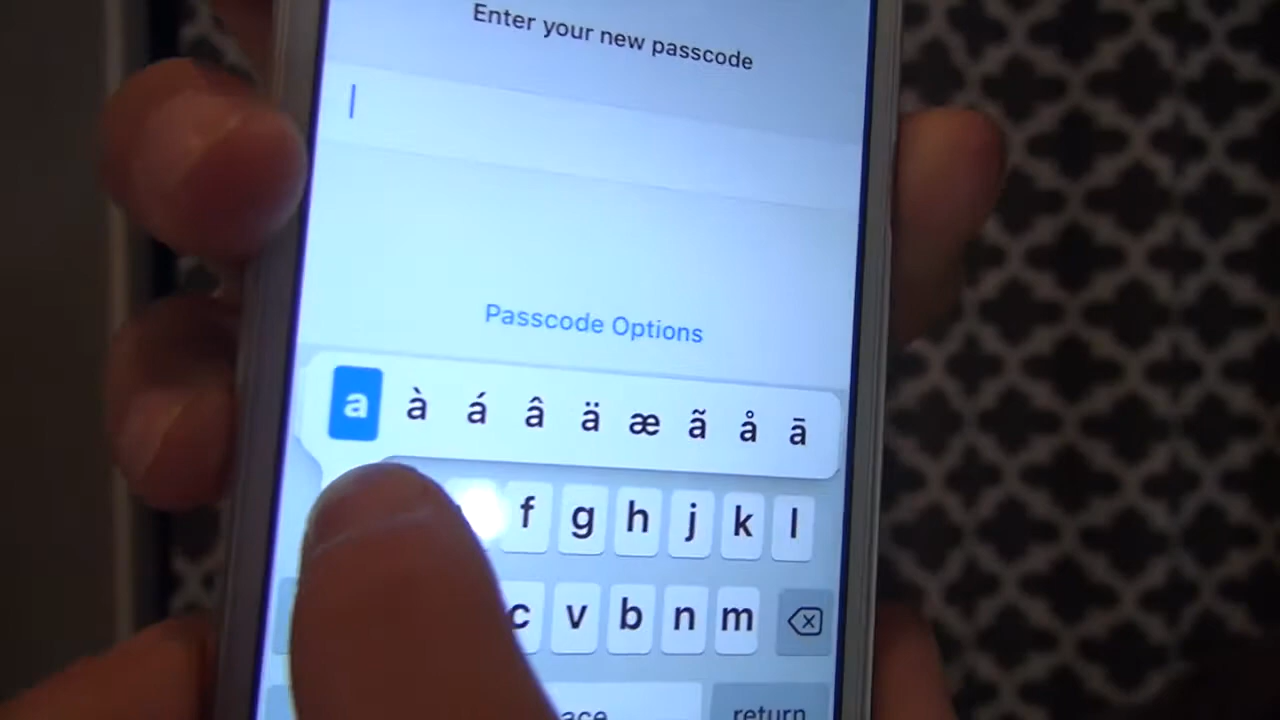 Enter your new passcode
Passcode Options
a à á â ä æ ã å ā
f g h j k l
c v b n m
return